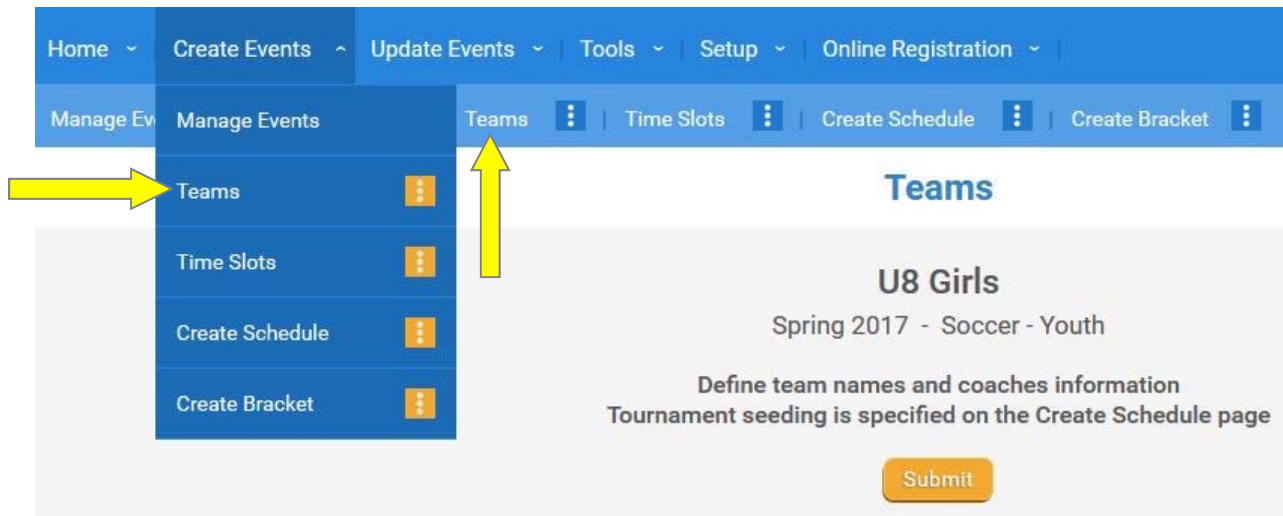 Home Create Events Update Events Tools Setup Online Registration
Manage Ev Teams Time Slots Create Schedule Create Bracket
Manage Events
Teams
Time Slots
Create Schedule
Create Bracket
Teams
U8 Girls
Spring 2017 - Soccer - Youth
Define team names and coaches information
Tournament seeding is specified on the Create Schedule page
Submit